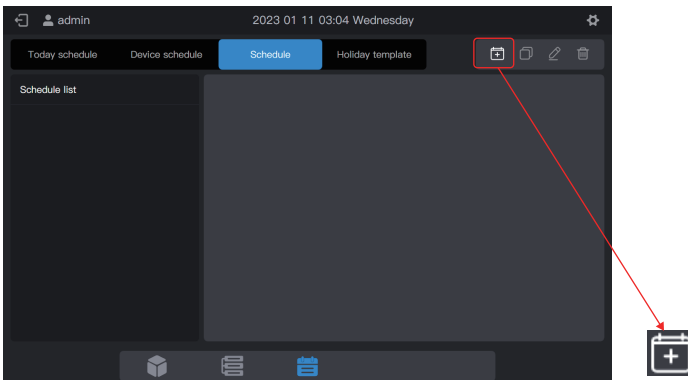 admin 2023 01 11 03:04 Wednesday
Today schedule Device schedule Schedule Holiday template
Schedule list